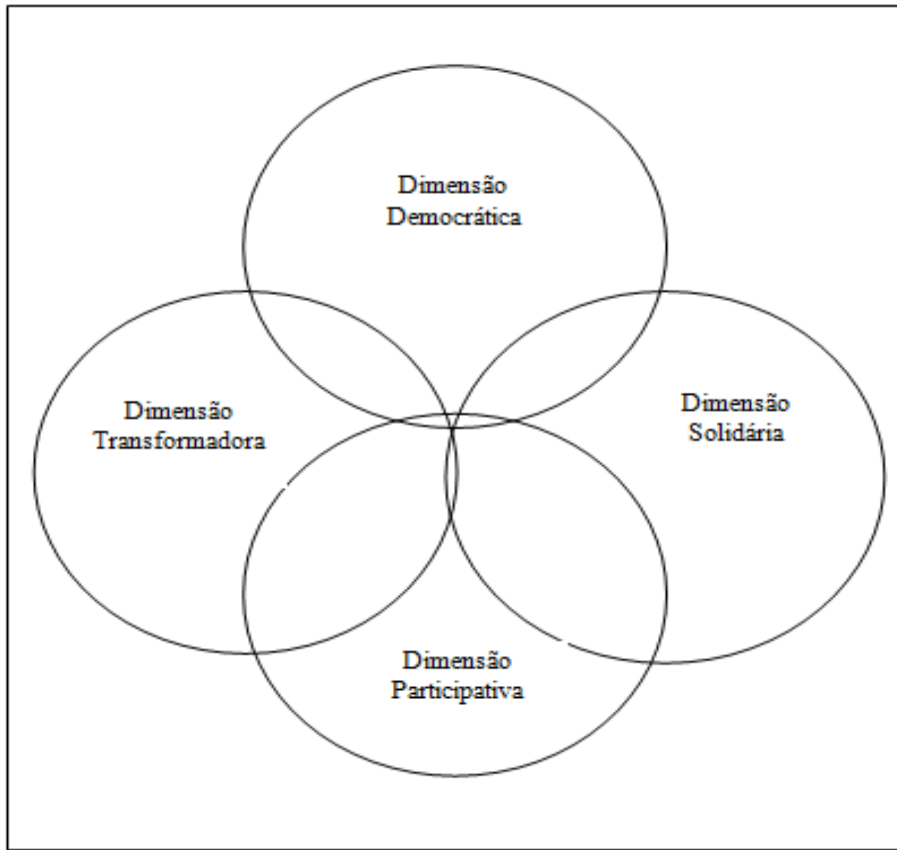 Dimensão
Democrática
Dimensão
Transformadora
Dimensão
Solidária
Dimensão
Participativa